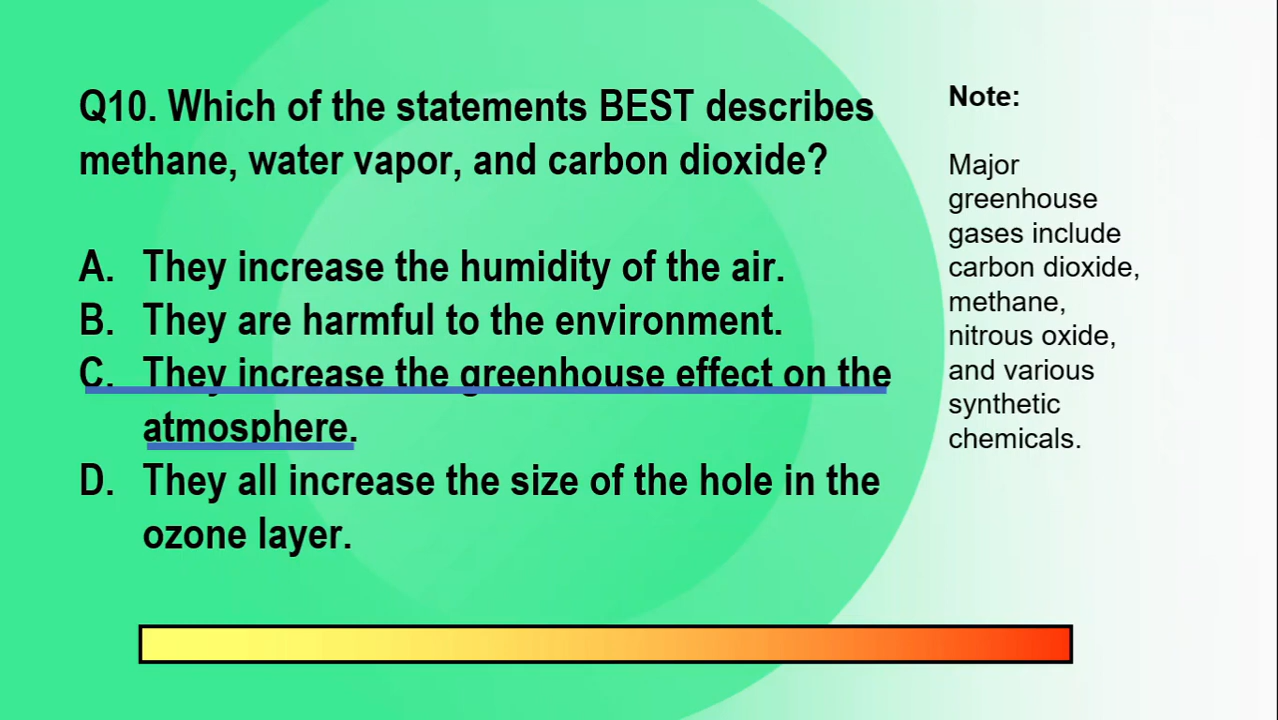 Q10. Which of the statements BEST describes
methane, water vapor, and carbon dioxide?
A. They increase the humidity of the air.
B. They are harmful to the environment.
C. They increase the greenhouse effect on the
atmosphere.
D. They all increase the size of the hole in the
ozone layer.
Note:
Major
greenhouse
gases include
carbon dioxide,
methane,
nitrous oxide,
and various
synthetic
chemicals.